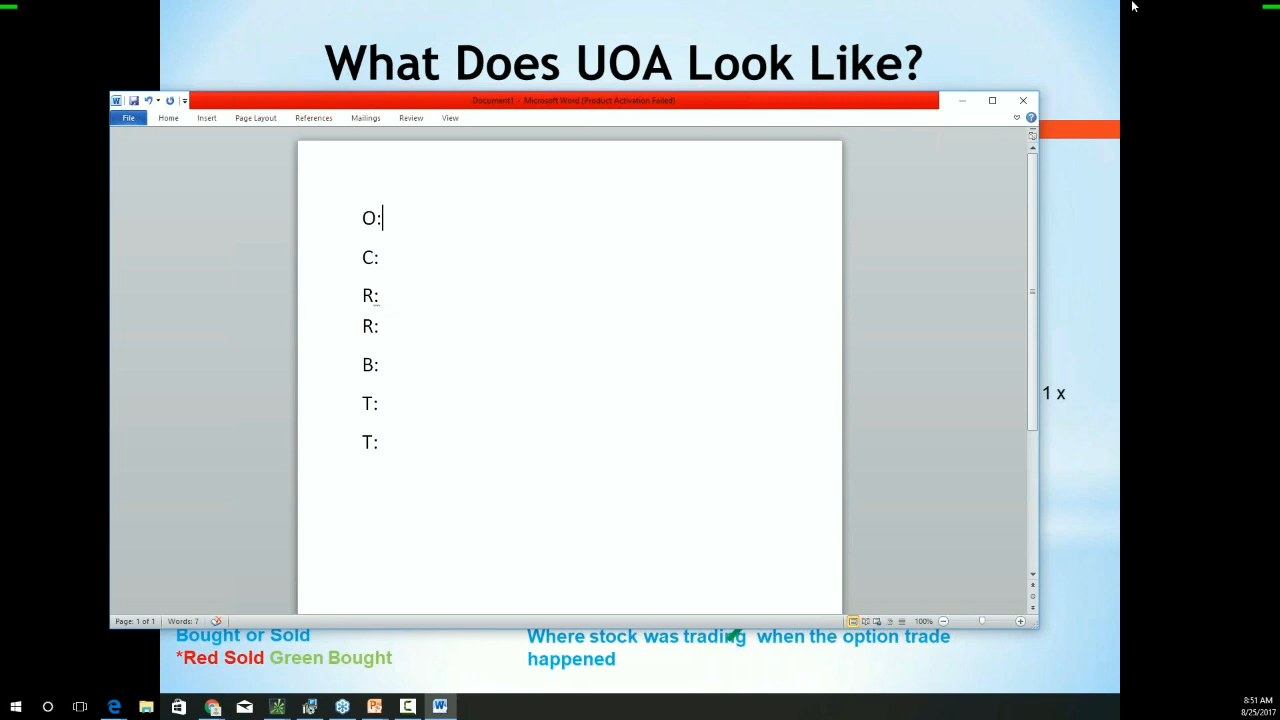 What Does UOA Look Like?
Document1 - Microsoft Word (Product Activation Failed)
File Home Insert Page Layout References Mailings Review View
O:
C:
R:
R:
B:
T:
T:
1 x
Page: 1 of 1 Words: 7 100%
Bought or Sold
*Red Sold Green Bought
Where stock was trading when the option trade
happened
8:51 AM
8/25/2017